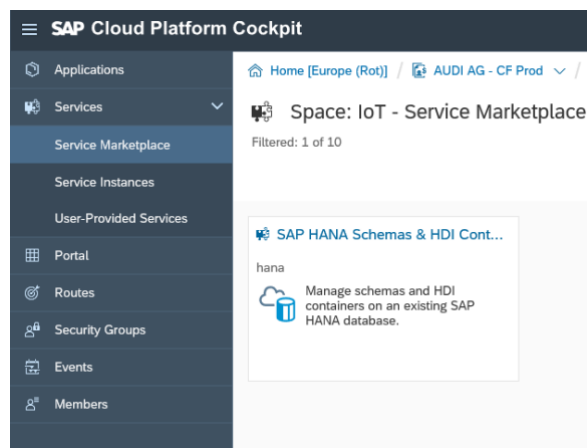 SAP Cloud Platform Cockpit
Applications
Services
Service Marketplace
Service Instances
User-Provided Services
Portal
Routes
Security Groups
Events
Members
Home [Europe (Rot)] / AUDI AG - CF Prod /
Space: IoT - Service Marketplace
Filtered: 1 of 10
SAP HANA Schemas & HDI Cont...
hana
Manage schemas and HDI
containers on an existing SAP
HANA database.